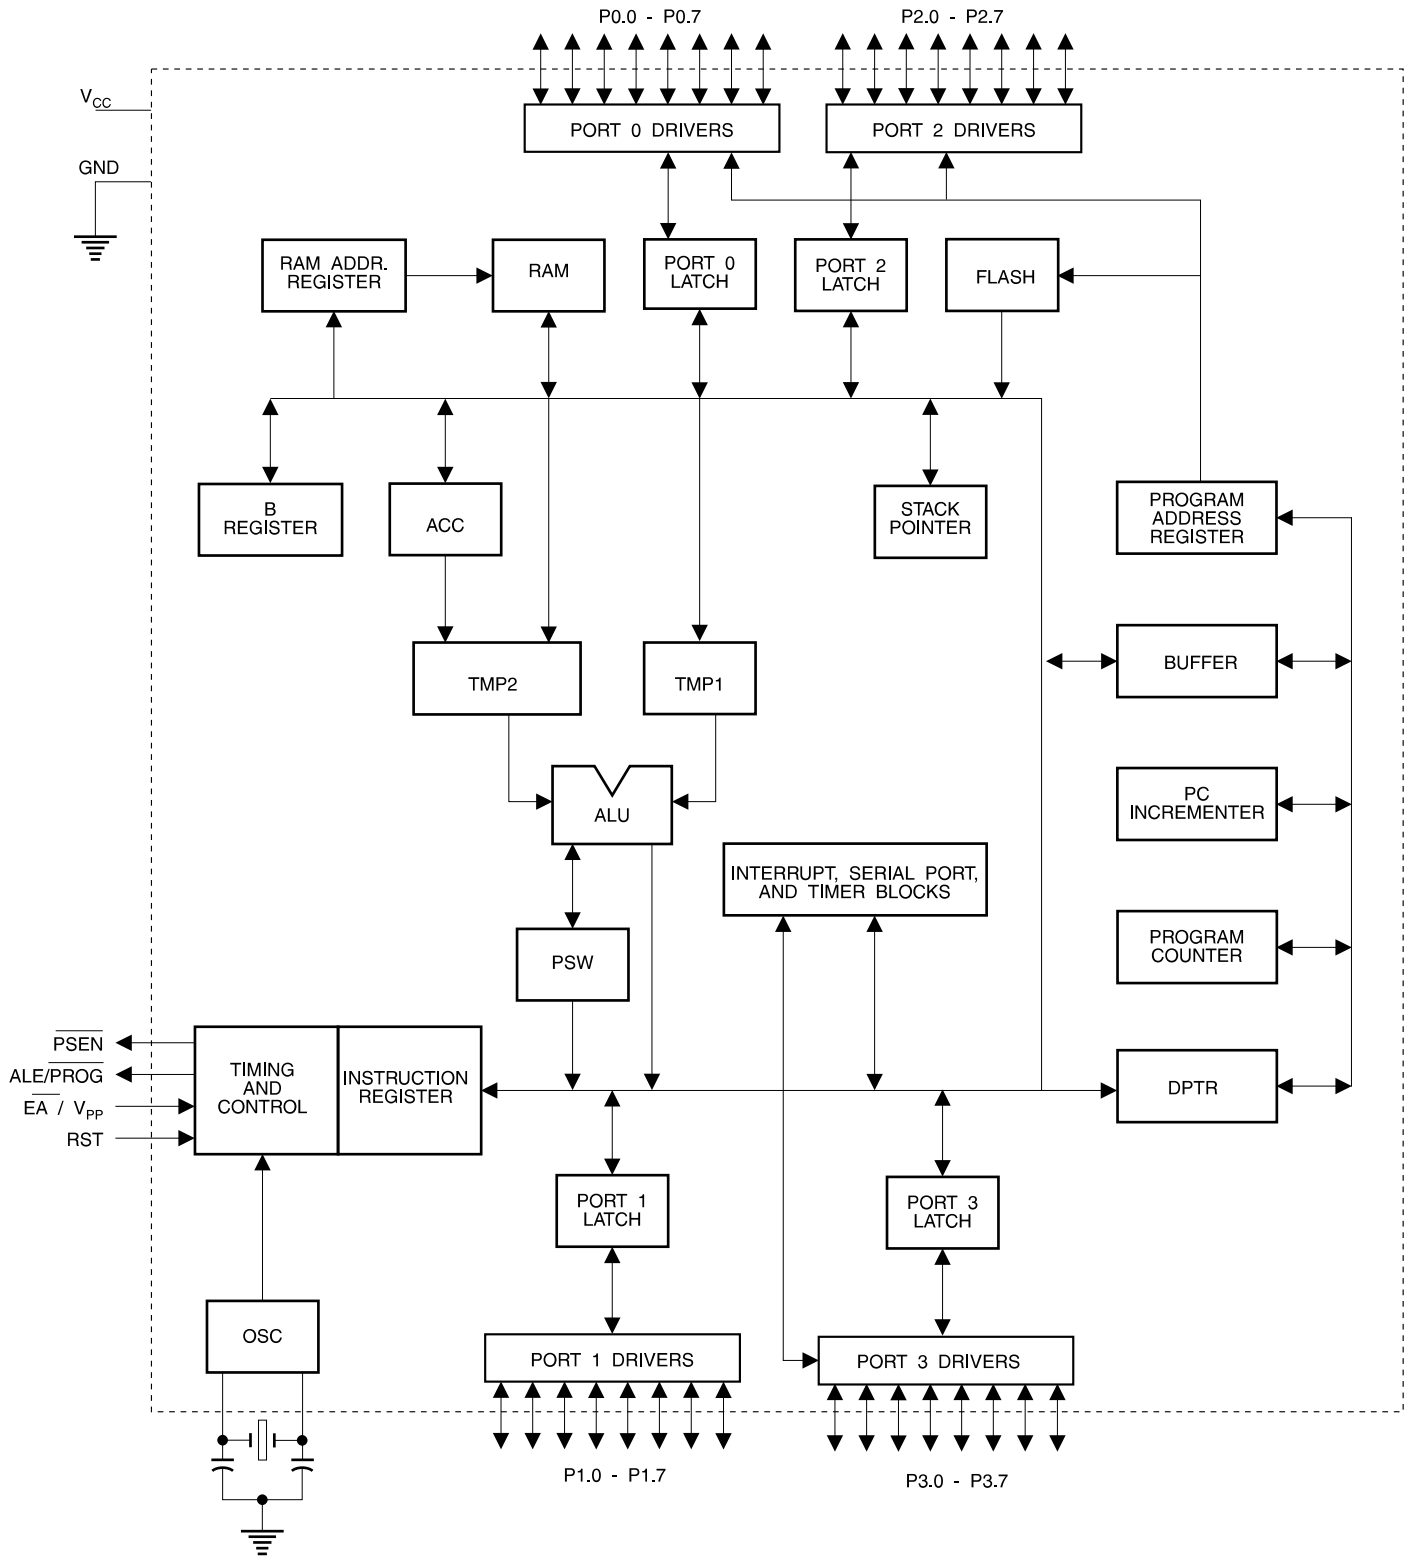 P0.0 - P0.7
P2.0 - P2.7
VCC
PORT 0 DRIVERS
PORT 2 DRIVERS
GND
RAM ADDR.
REGISTER
RAM
PORT 0
LATCH
PORT 2
LATCH
FLASH
B
REGISTER
ACC
STACK
POINTER
PROGRAM
ADDRESS
REGISTER
TMP2
TMP1
BUFFER
ALU
PC
INCREMENTER
INTERRUPT, SERIAL PORT,
AND TIMER BLOCKS
PSW
PROGRAM
COUNTER
PSEN
ALE/PROG
EA / VPP
RST
TIMING
AND
CONTROL
INSTRUCTION
REGISTER
DPTR
PORT 1
LATCH
PORT 3
LATCH
OSC
PORT 1 DRIVERS
PORT 3 DRIVERS
P1.0 - P1.7
P3.0 - P3.7